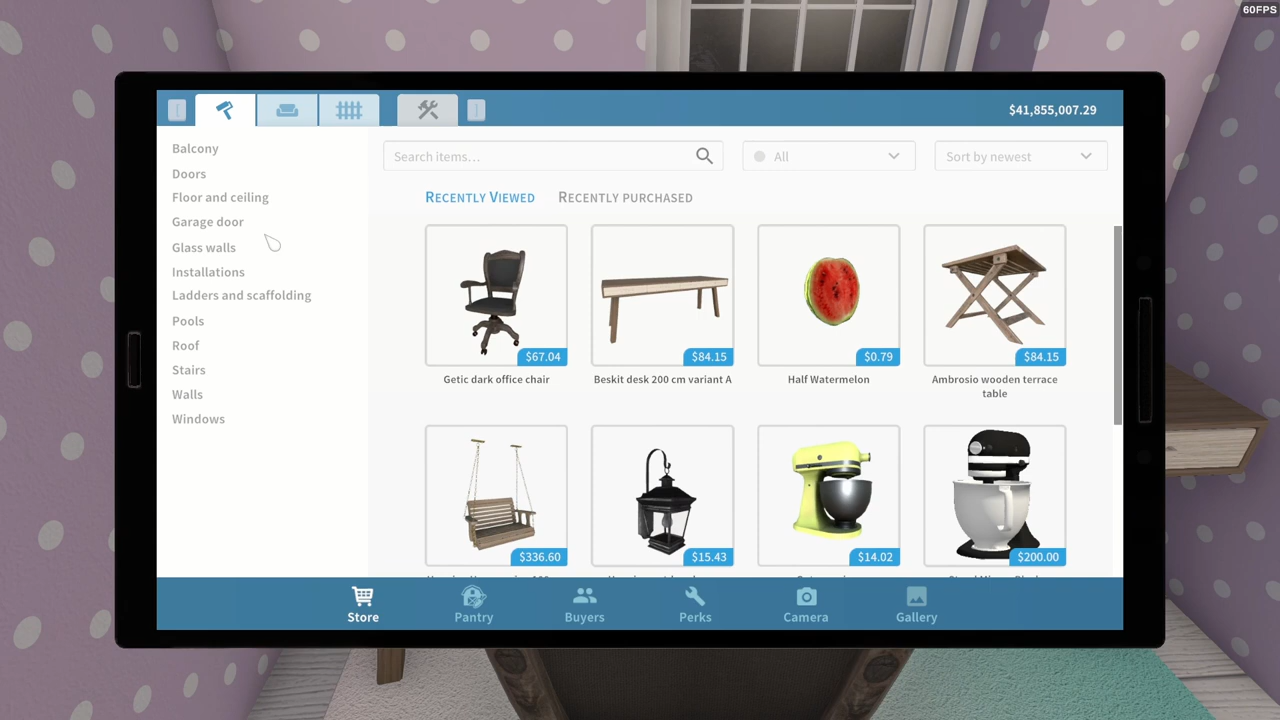 60FPS
$41,855,007.29
Balcony
Doors
Floor and ceiling
Garage door
Glass walls
Installations
Ladders and scaffolding
Pools
Roof
Stairs
Walls
Windows
Search items...
All
Sort by newest
RECENTLY VIEWED
RECENTLY PURCHASED
$67.04
$84.15
$0.79
$84.15
Getic dark office chair
Beskit desk 200 cm variant A
Half Watermelon
Ambrosio wooden terrace
table
$336.60
$15.43
$14.02
$200.00
Store
Pantry
Buyers
Perks
Camera
Gallery